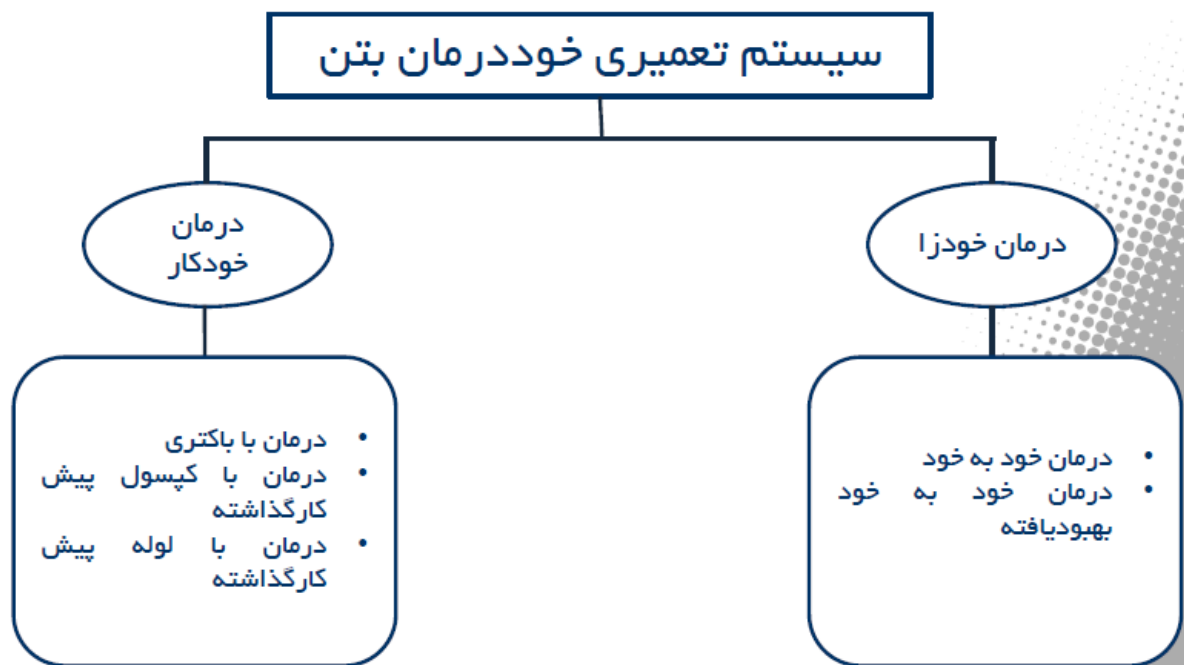 سیستم تعمیری خوددرمان بتن
درمان خودزا
درمان
خودکار
• درمان خود به خود
• درمان خود به خود
بهبودیافته
• درمان با باکتری
• درمان با کپسول پیش
کارگذاشته
• درمان با لوله پیش
کارگذاشته